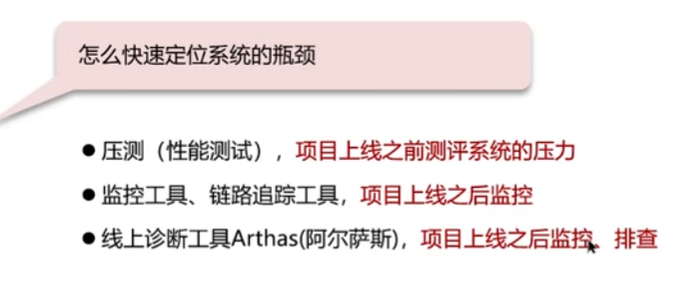 怎么快速定位系统的瓶颈
●压测（性能测试），项目上线之前测评系统的压力
●监控工具、链路追踪工具，项目上线之后监控
●线上诊断工具Arthas(阿尔萨斯)，项目上线之后监控、排查